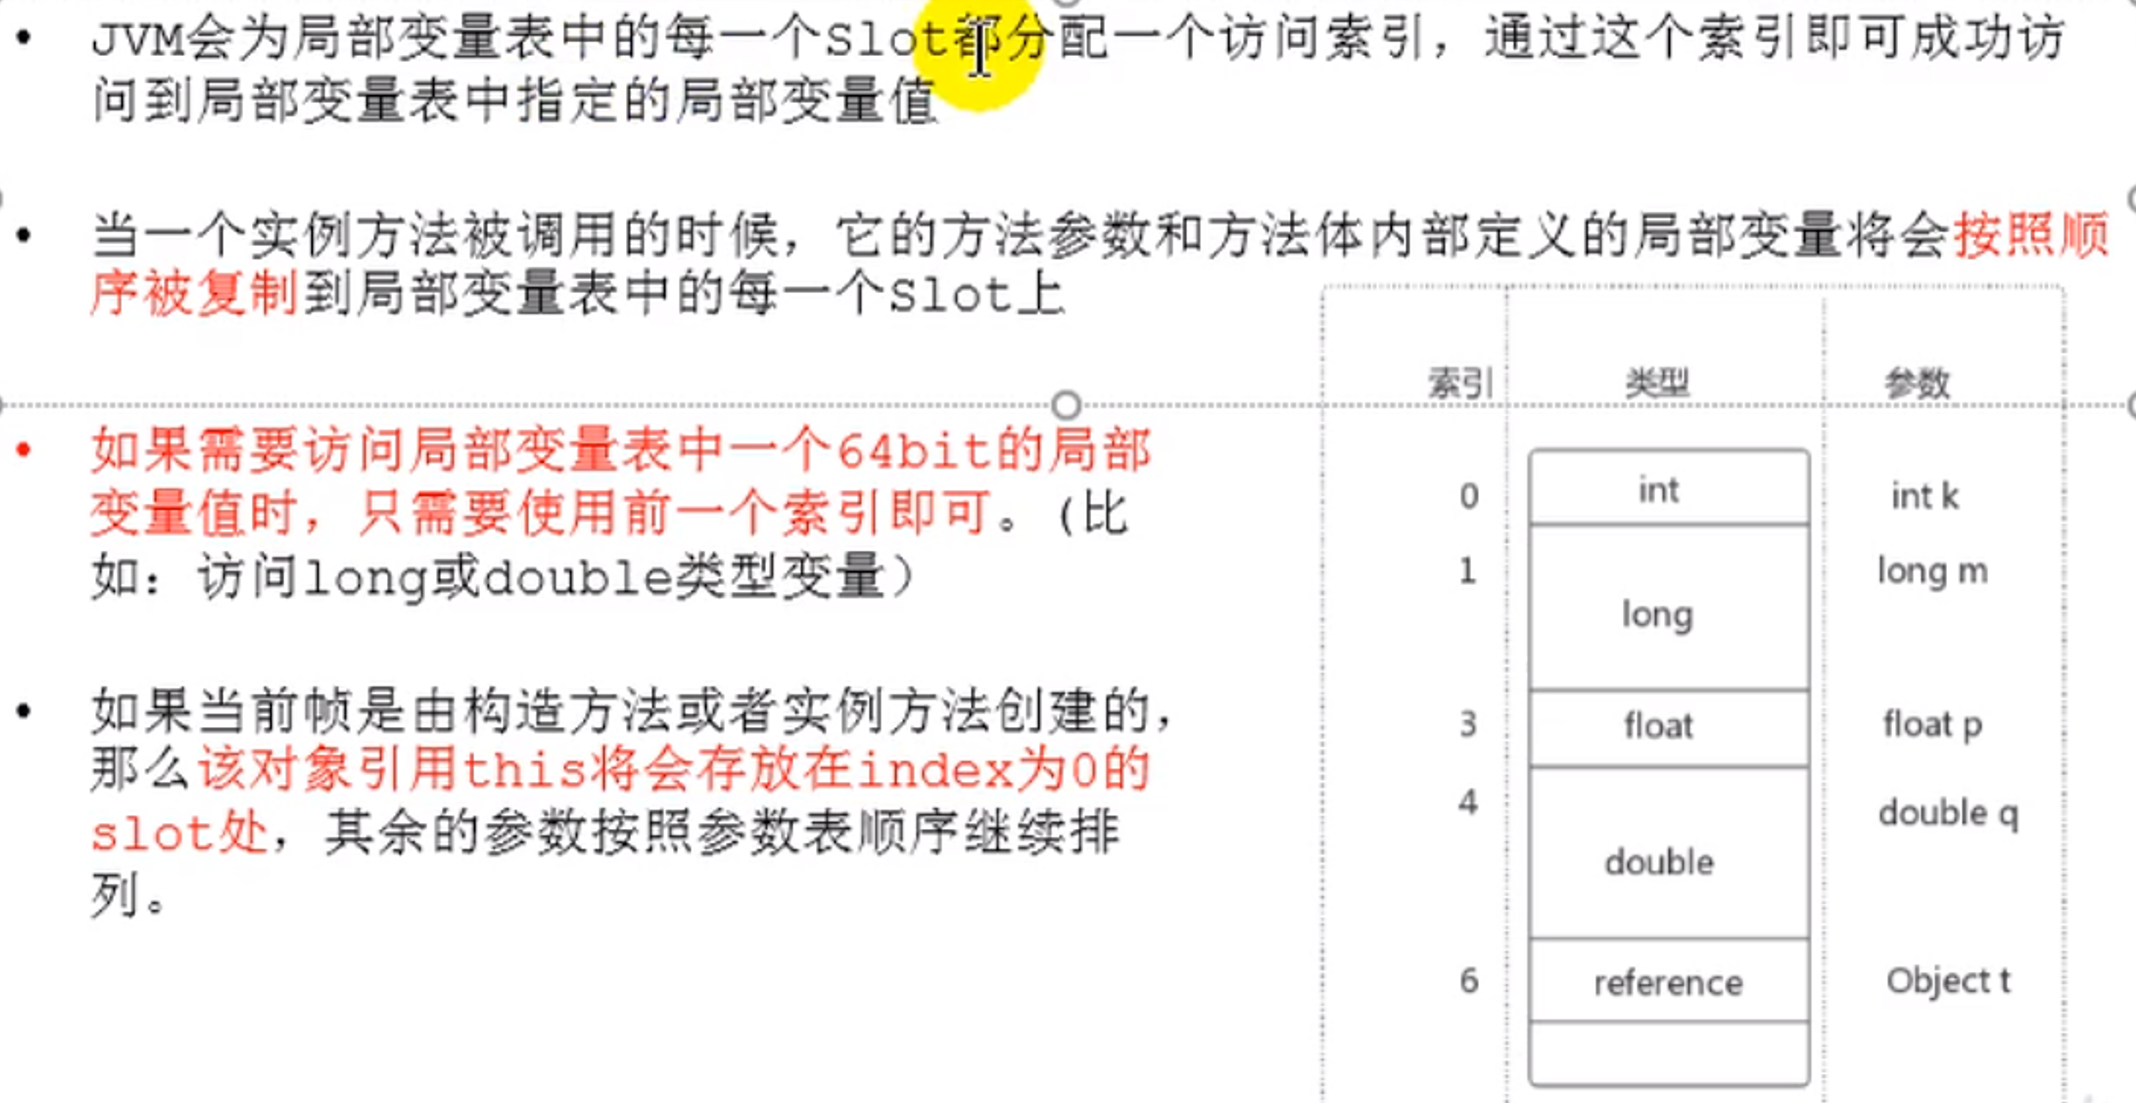 • JVM会为局部变量表中的每一个Slot都分配一个访问索引，通过这个索引即可成功访
问到局部变量表中指定的局部变量值
• 当一个实例方法被调用的时候，它的方法参数和方法体内部定义的局部变量将会按照顺
序被复制到局部变量表中的每一个Slot上
• 如果需要访问局部变量表中一个64bit的局部
变量值时，只需要使用前一个索引即可。（比
如：访问long或double类型变量）
• 如果当前帧是由构造方法或者实例方法创建的，
那么该对象引用this将会存放在index为0的
slot处，其余的参数按照参数表顺序继续排
列。
索引 类型 参数
0 int int k
1 long long m
3 float float p
4 double double q
6 reference Object t